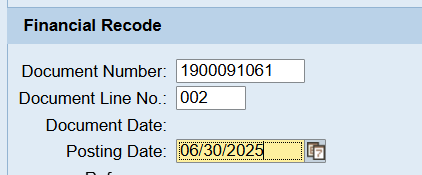 Financial Recode
Document Number: 1900091061
Document Line No.: 002
Document Date:
Posting Date: 06/30/2025